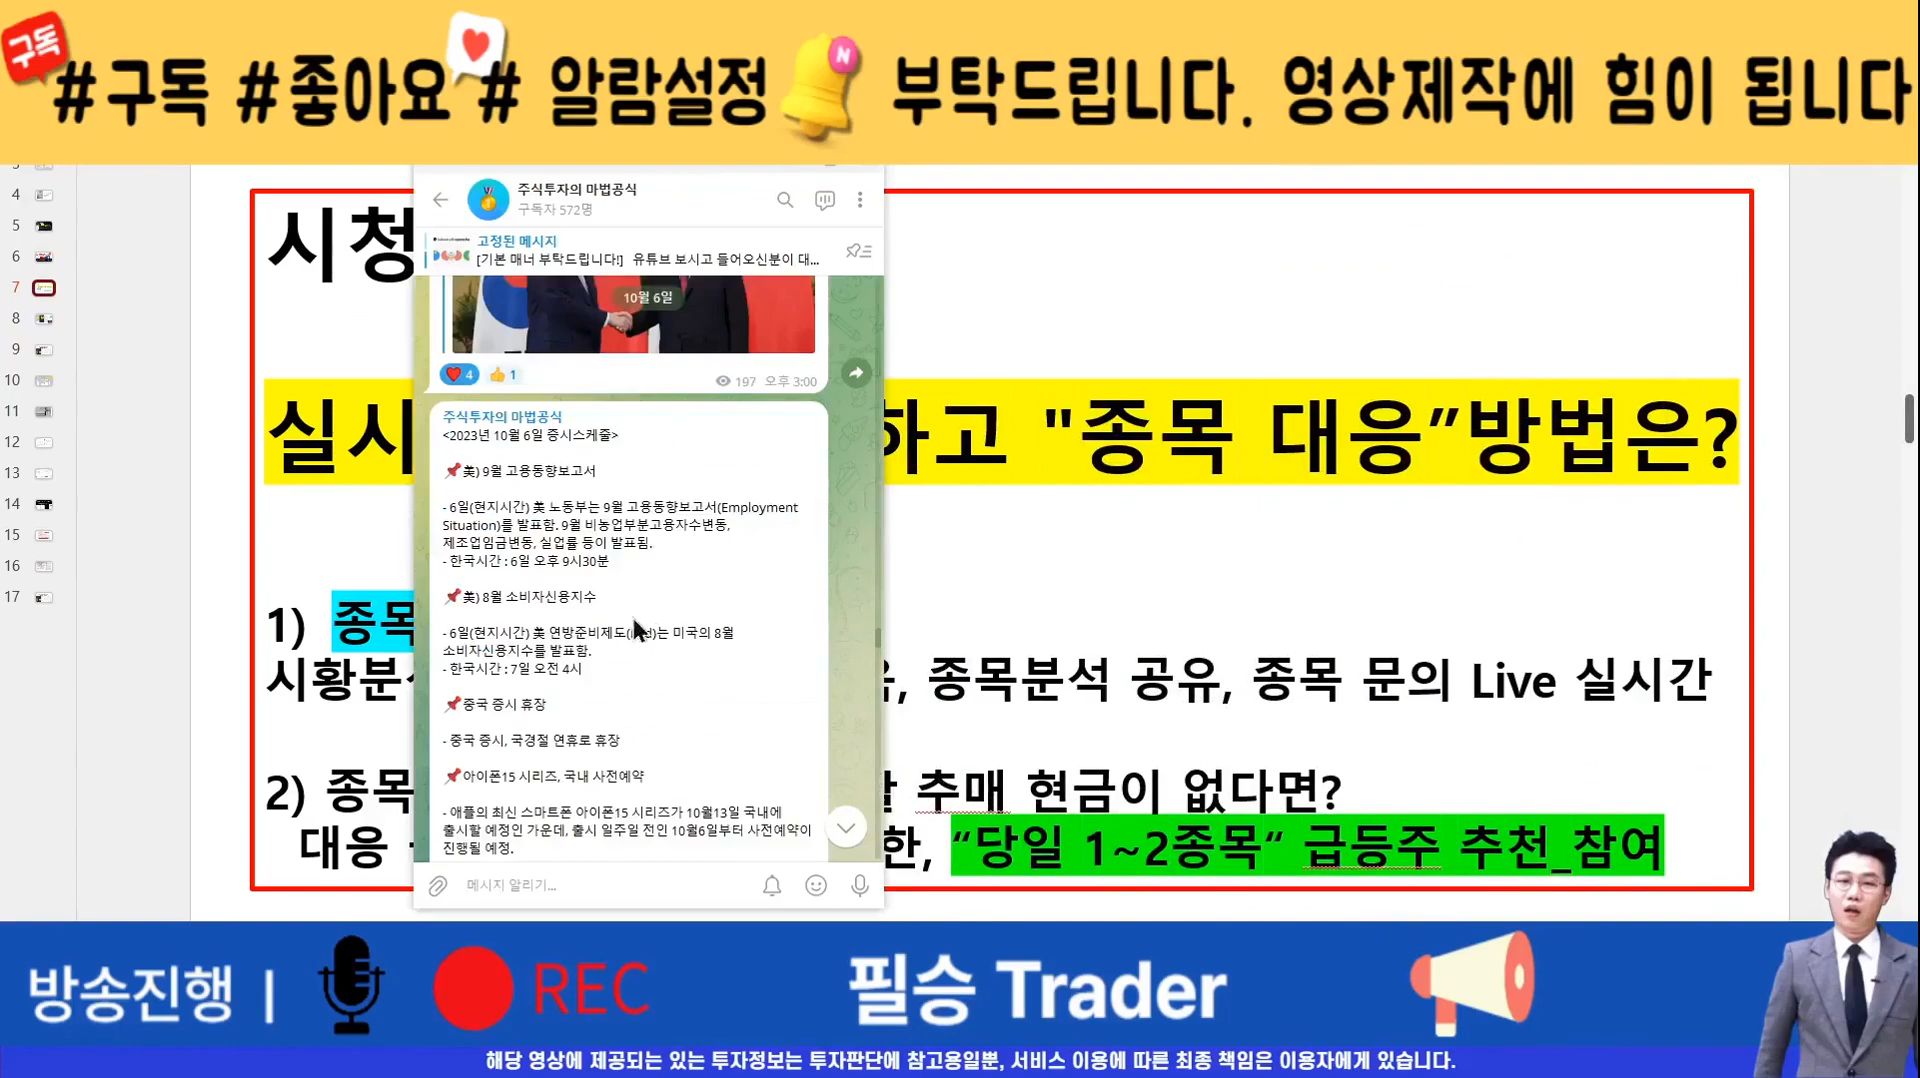 구독
#구독 #좋아요 # 알람설정 N 부탁드립니다. 영상제작에 힘이 됩니다
4
5
6
7
8
9
10
11
12
13
14
15
16
17
시청
실시 하고 "종목 대응”방법은?
1) 종목
시황분 , 종목분석 공유, 종목 문의 Live 실시간
2) 종목 추매 현금이 없다면?
대응 한, “당일 1~2종목“ 급등주 추천_참여
주식투자의 마법공식
구독자 572명
고정된 메시지
[기본 매너 부탁드립니다!] 유튜브 보시고 들어오신분이 대...
10월 6일
4 1
197 오후 3:00
주식투자의 마법공식
<2023년 10월 6일 증시스케줄>
美) 9월 고용동향보고서
- 6일(현지시간) 美 노동부는 9월 고용동향보고서(Employment
Situation)를 발표함. 9월 비농업부분고용자수변동,
제조업임금변동, 실업률 등이 발표됨.
- 한국시간 : 6일 오후 9시30분
美) 8월 소비자신용지수
- 6일(현지시간) 美 연방준비제도( )는 미국의 8월
소비자신용지수를 발표함.
- 한국시간 : 7일 오전 4시
중국 증시 휴장
- 중국 증시, 국경절 연휴로 휴장
아이폰15 시리즈, 국내 사전예약
- 애플의 최신 스마트폰 아이폰15 시리즈가 10월13일 국내에
출시할 예정인 가운데, 출시 일주일 전인 10월6일부터 사전예약이
진행될 예정.
메시지 알리기...
방송진행 | REC 필승 Trader
해당 영상에 제공되는 있는 투자정보는 투자판단에 참고용일뿐, 서비스 이용에 따른 최종 책임은 이용자에게 있습니다.